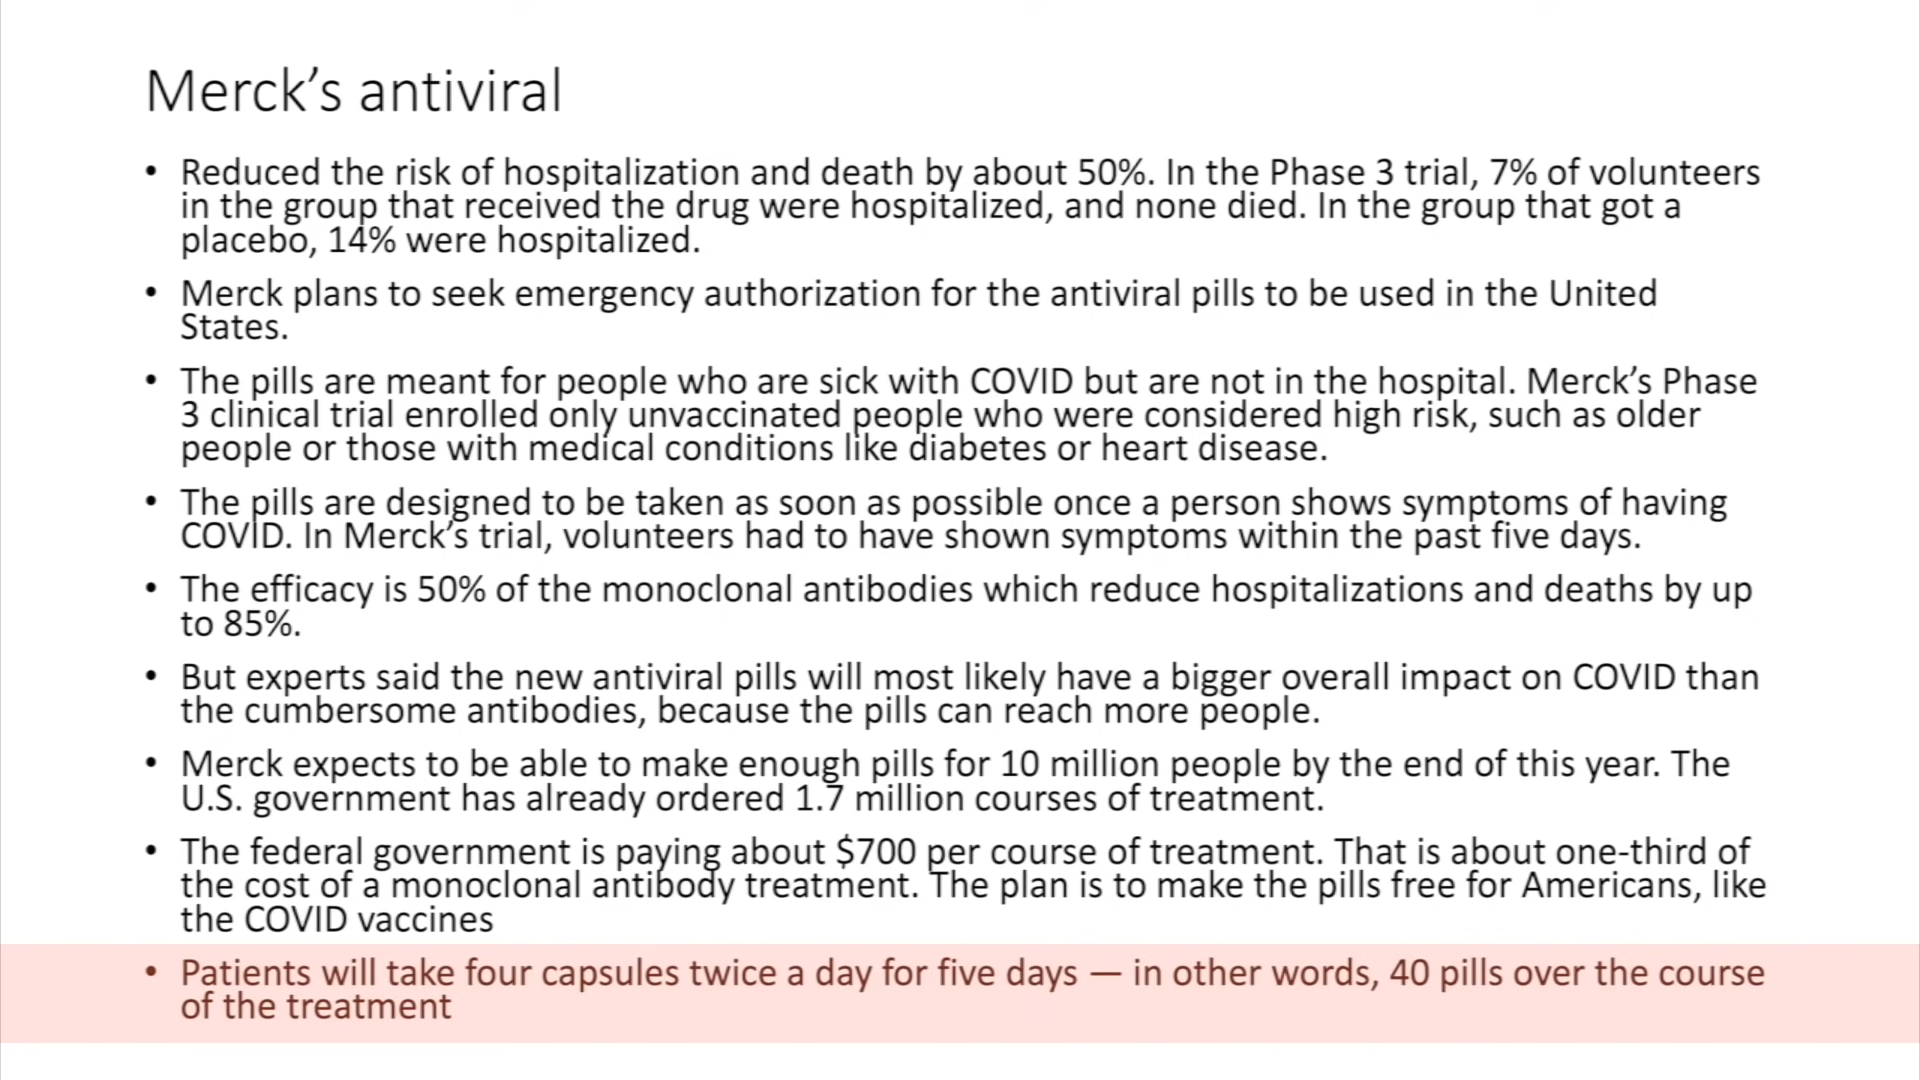 Merck’s antiviral
• Reduced the risk of hospitalization and death by about 50%. In the Phase 3 trial, 7% of volunteers
in the group that received the drug were hospitalized, and none died. In the group that got a
placebo, 14% were hospitalized.
• Merck plans to seek emergency authorization for the antiviral pills to be used in the United
States.
• The pills are meant for people who are sick with COVID but are not in the hospital. Merck’s Phase
3 clinical trial enrolled only unvaccinated people who were considered high risk, such as older
people or those with medical conditions like diabetes or heart disease.
• The pills are designed to be taken as soon as possible once a person shows symptoms of having
COVID. In Merck’s trial, volunteers had to have shown symptoms within the past five days.
• The efficacy is 50% of the monoclonal antibodies which reduce hospitalizations and deaths by up
to 85%.
• But experts said the new antiviral pills will most likely have a bigger overall impact on COVID than
the cumbersome antibodies, because the pills can reach more people.
• Merck expects to be able to make enough pills for 10 million people by the end of this year. The
U.S. government has already ordered 1.7 million courses of treatment.
• The federal government is paying about $700 per course of treatment. That is about one-third of
the cost of a monoclonal antibody treatment. The plan is to make the pills free for Americans, like
the COVID vaccines
• Patients will take four capsules twice a day for five days — in other words, 40 pills over the course
of the treatment